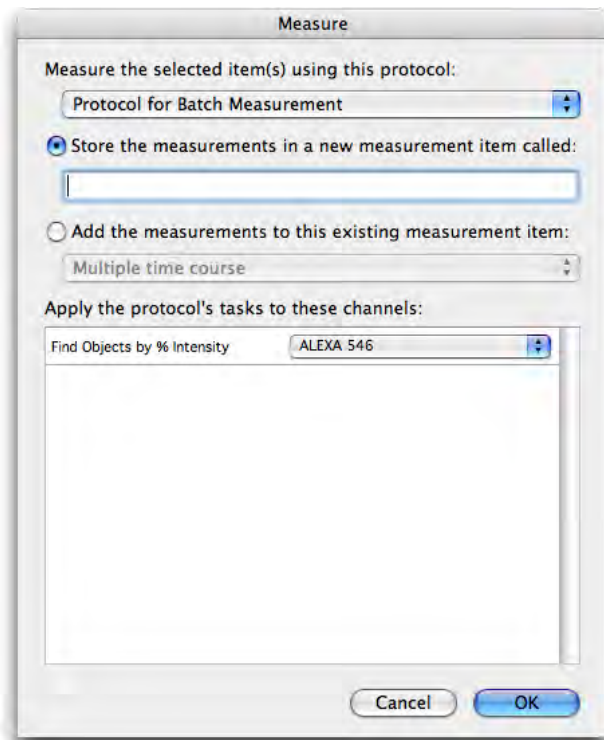 Measure
Measure the selected item(s) using this protocol:
Protocol for Batch Measurement
Store the measurements in a new measurement item called:
Add the measurements to this existing measurement item:
Multiple time course
Apply the protocol's tasks to these channels:
Find Objects by % Intensity ALEXA 546
Cancel OK